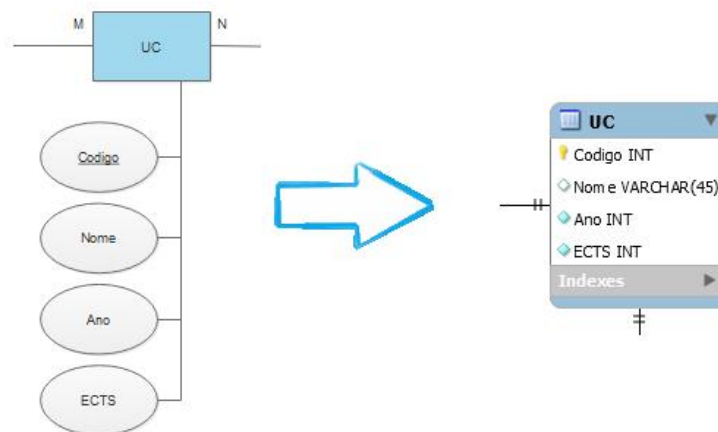 M
N
UC
Codigo
Nome
Ano
ECTS
UC
Codigo INT
Nome VARCHAR(45)
Ano INT
ECTS INT
Indexes